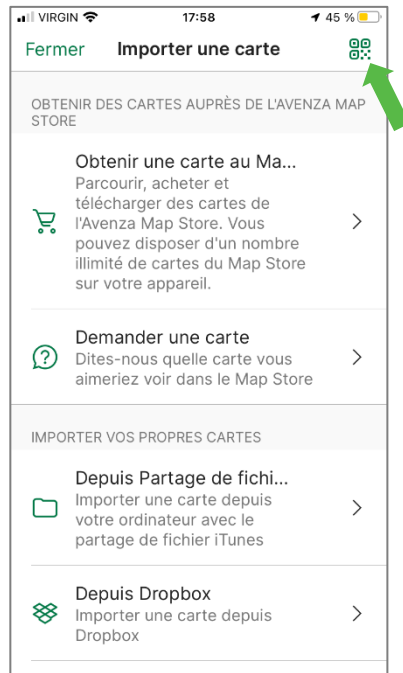 VIRGIN 17:58 45 %
Fermer Importer une carte
OBTENIR DES CARTES AUPRÈS DE L'AVENZA MAP
STORE
Obtenir une carte au Ma...
Parcourir, acheter et
télécharger des cartes de
l'Avenza Map Store. Vous
pouvez disposer d'un nombre
illimité de cartes du Map Store
sur votre appareil.
Demander une carte
Dites-nous quelle carte vous
aimeriez voir dans le Map Store
IMPORTER VOS PROPRES CARTES
Depuis Partage de fichi...
Importer une carte depuis
votre ordinateur avec le
partage de fichier iTunes
Depuis Dropbox
Importer une carte depuis
Dropbox